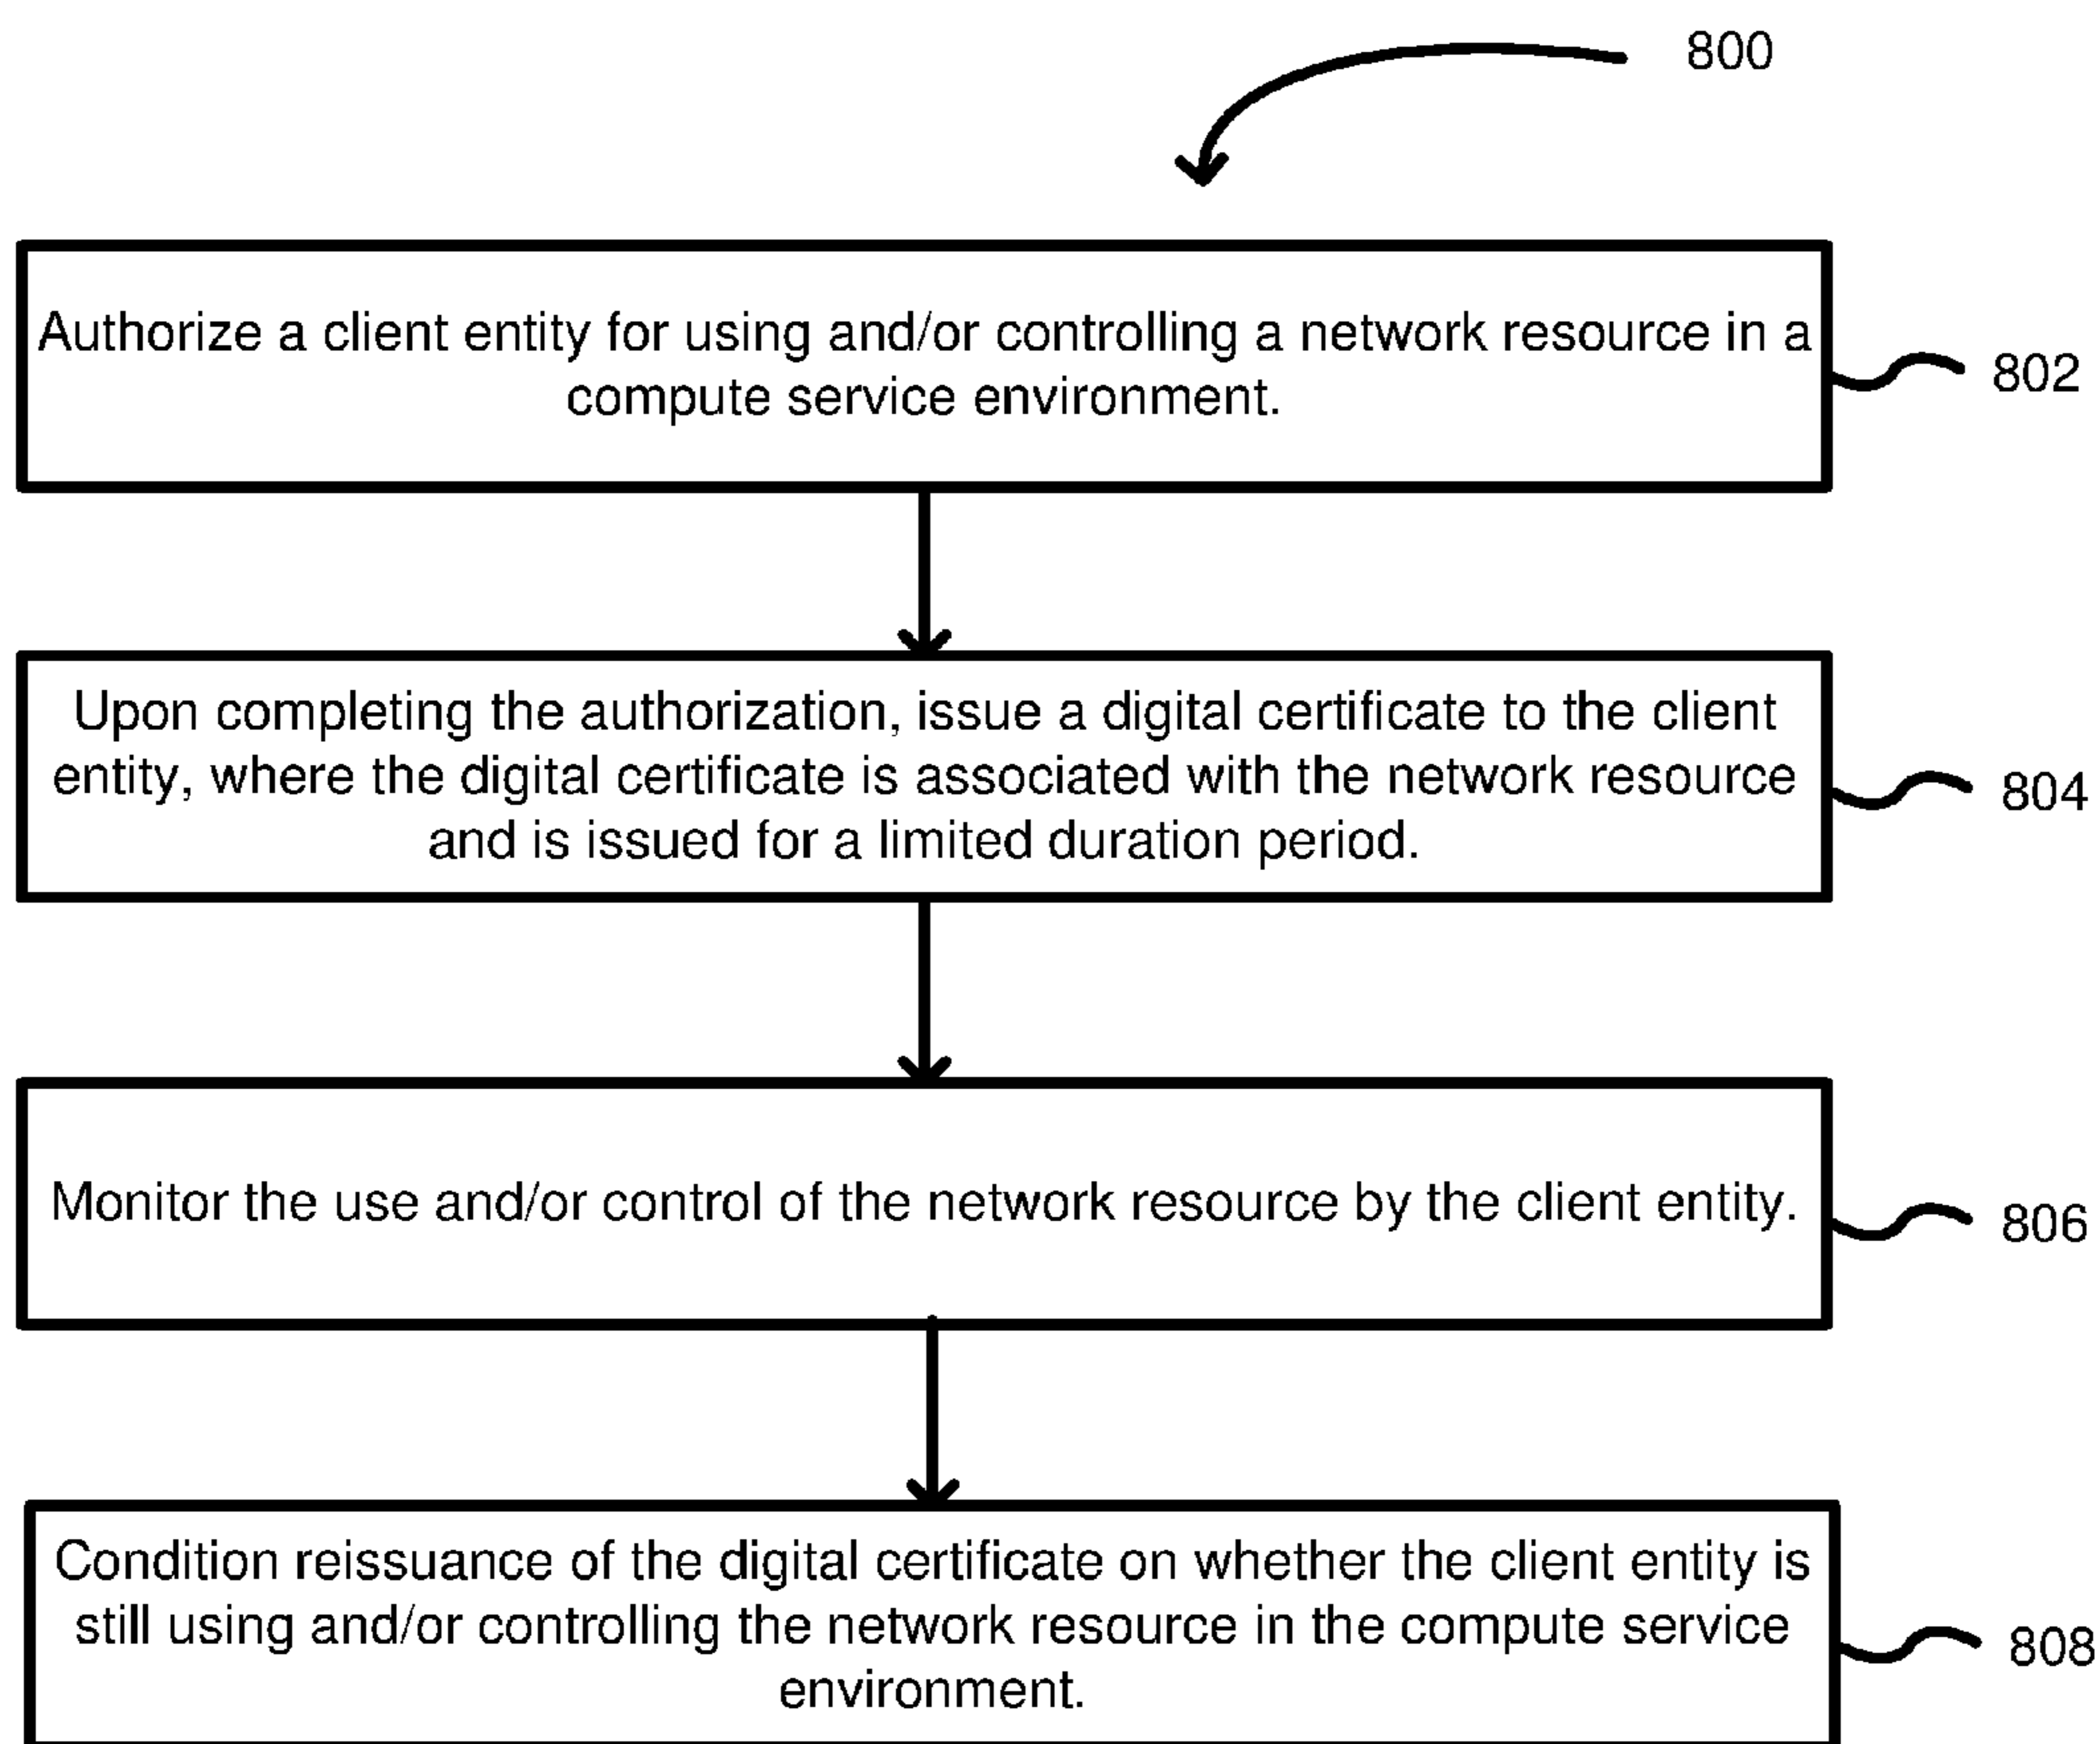 800
Authorize a client entity for using and/or controlling a network resource in a
compute service environment.
802
Upon completing the authorization, issue a digital certificate to the client
entity, where the digital certificate is associated with the network resource
and is issued for a limited duration period.
804
Monitor the use and/or control of the network resource by the client entity.
806
Condition reissuance of the digital certificate on whether the client entity is
still using and/or controlling the network resource in the compute service
environment.
808